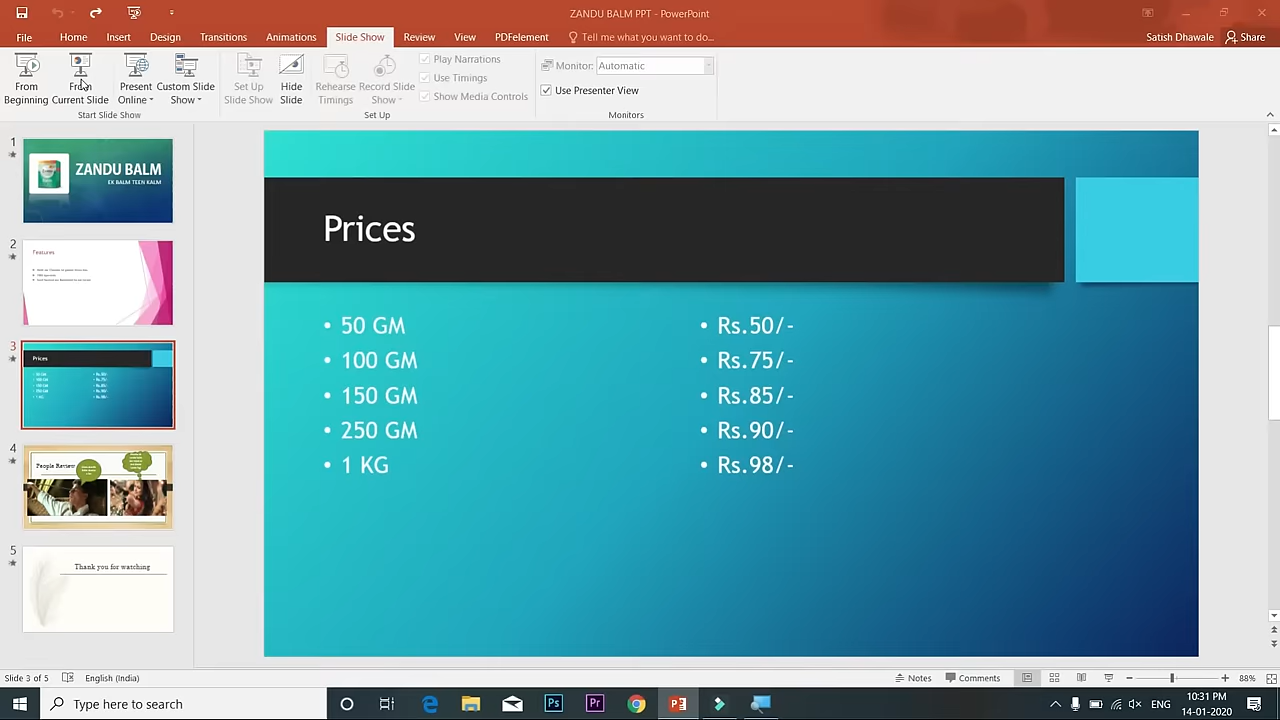 ZANDU BALM PPT - PowerPoint
File Home Insert Design Transitions Animations Slide Show Review View PDFelement Tell me what you want to do... Satish Dhawale Share
From Beginning
From Current Slide
Present Online
Custom Slide Show
Set Up Slide Show
Hide Slide
Rehearse Timings
Record Slide Show
Play Narrations
Use Timings
Show Media Controls
Monitor: Automatic
Use Presenter View
Start Slide Show Set Up Monitors
1
ZANDU BALM
EK BALM TEEN KALM
2
Features
3
Prices
4
People Review
5
Thank you for watching
Prices
• 50 GM • Rs.50/-
• 100 GM • Rs.75/-
• 150 GM • Rs.85/-
• 250 GM • Rs.90/-
• 1 KG • Rs.98/-
Slide 3 of 5 English (India) Notes Comments 88%
Type here to search
ENG
10:31 PM
14-01-2020